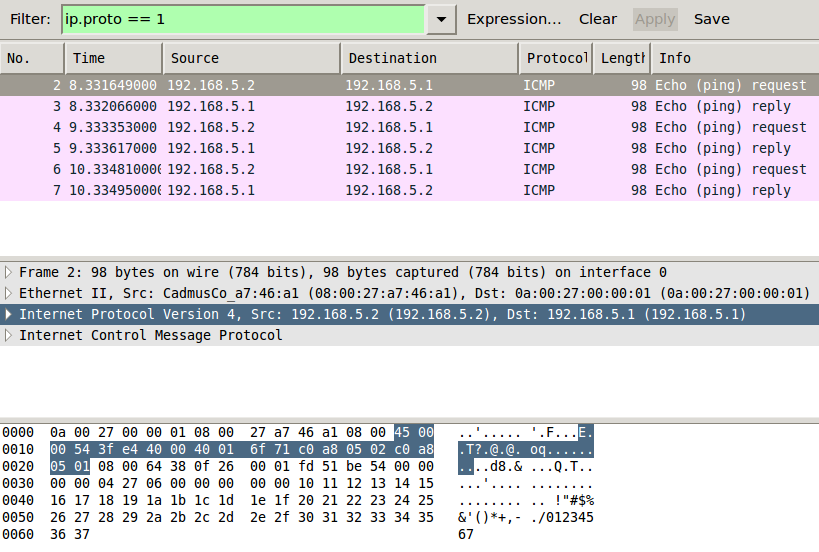 Filter: ip.proto == 1 Expression... Clear Apply Save
No. Time Source Destination Protocol Length Info
2 8.331649000 192.168.5.2 192.168.5.1 ICMP 98 Echo (ping) request
3 8.332066000 192.168.5.1 192.168.5.2 ICMP 98 Echo (ping) reply
4 9.333353000 192.168.5.2 192.168.5.1 ICMP 98 Echo (ping) request
5 9.333617000 192.168.5.1 192.168.5.2 ICMP 98 Echo (ping) reply
6 10.334810000 192.168.5.2 192.168.5.1 ICMP 98 Echo (ping) request
7 10.334950000 192.168.5.1 192.168.5.2 ICMP 98 Echo (ping) reply
Frame 2: 98 bytes on wire (784 bits), 98 bytes captured (784 bits) on interface 0
Ethernet II, Src: CadmusCo_a7:46:a1 (08:00:27:a7:46:a1), Dst: 0a:00:27:00:00:01 (0a:00:27:00:00:01)
Internet Protocol Version 4, Src: 192.168.5.2 (192.168.5.2), Dst: 192.168.5.1 (192.168.5.1)
Internet Control Message Protocol
0000 0a 00 27 00 00 01 08 00 27 a7 46 a1 08 00 45 00 ..'..... '.F...E.
0010 00 54 3f e4 40 00 40 01 6f 71 c0 a8 05 02 c0 a8 .T?.@.@. oq......
0020 05 01 08 00 64 38 0f 26 00 01 fd 51 be 54 00 00 ....d8.& ...Q.T..
0030 00 00 04 27 06 00 00 00 00 00 10 11 12 13 14 15 ...'.... ........
0040 16 17 18 19 1a 1b 1c 1d 1e 1f 20 21 22 23 24 25 ........ .. !"#$%
0050 26 27 28 29 2a 2b 2c 2d 2e 2f 30 31 32 33 34 35 &'()*+,- ./012345
0060 36 37 67